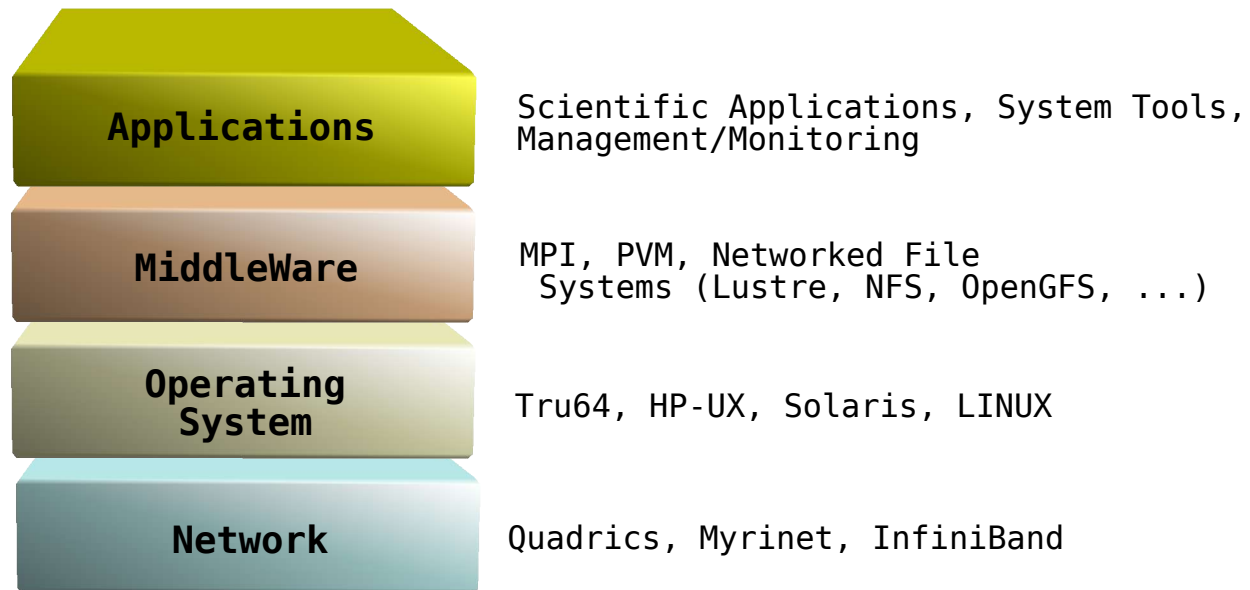 Applications
Scientific Applications, System Tools,
Management/Monitoring
MiddleWare
MPI, PVM, Networked File
Systems (Lustre, NFS, OpenGFS, ...)
Operating
System
Tru64, HP-UX, Solaris, LINUX
Network
Quadrics, Myrinet, InfiniBand